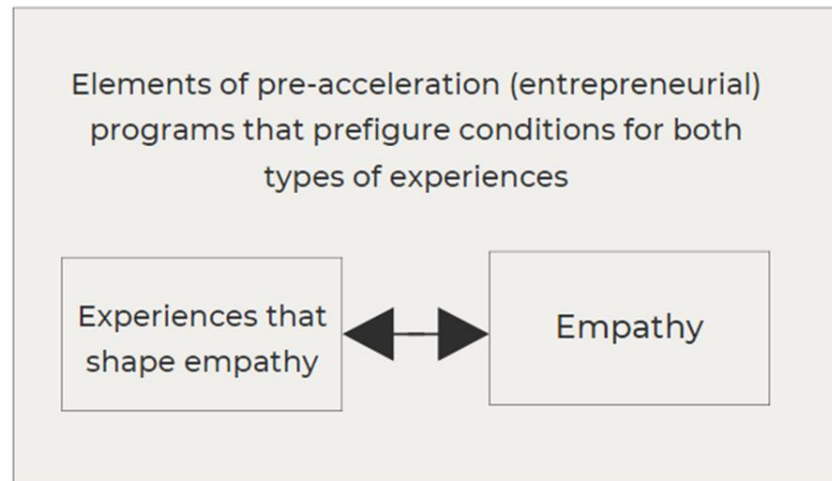 Elements of pre-acceleration (entrepreneurial)
programs that prefigure conditions for both
types of experiences
Experiences that
shape empathy
Empathy